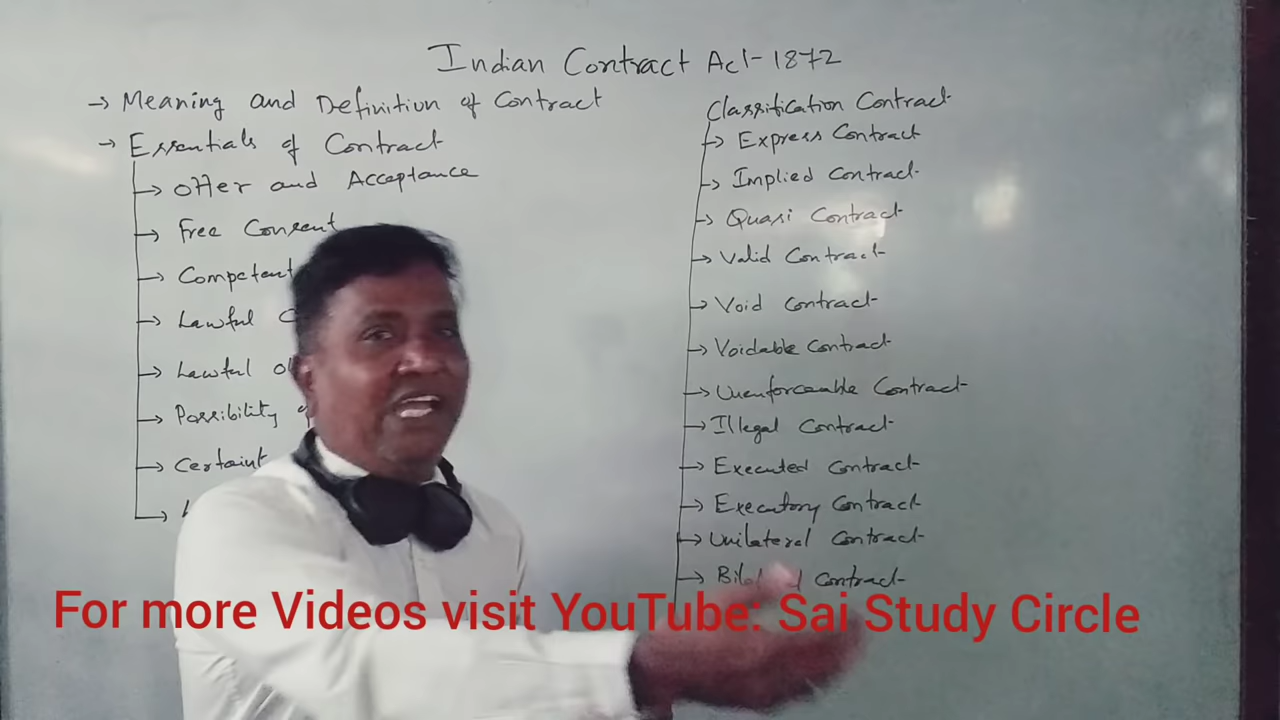 Indian Contract Act-1872
→ Meaning and Definition of Contract
→ Essentials of Contract
→ Offer and Acceptance
→ Free Consent
→ Competent
→ Lawful
→ Lawful
→ Possibility
→ Certaint
Classification Contract
→ Express Contract
→ Implied Contract
→ Quasi Contract
→ Valid Contract
→ Void Contract
→ Voidable Contract
→ Unenforceable Contract
→ Illegal Contract
→ Executed Contract
→ Executory Contract
→ Unilateral Contract
→ Contract
For more Videos visit YouTube: Sai Study Circle